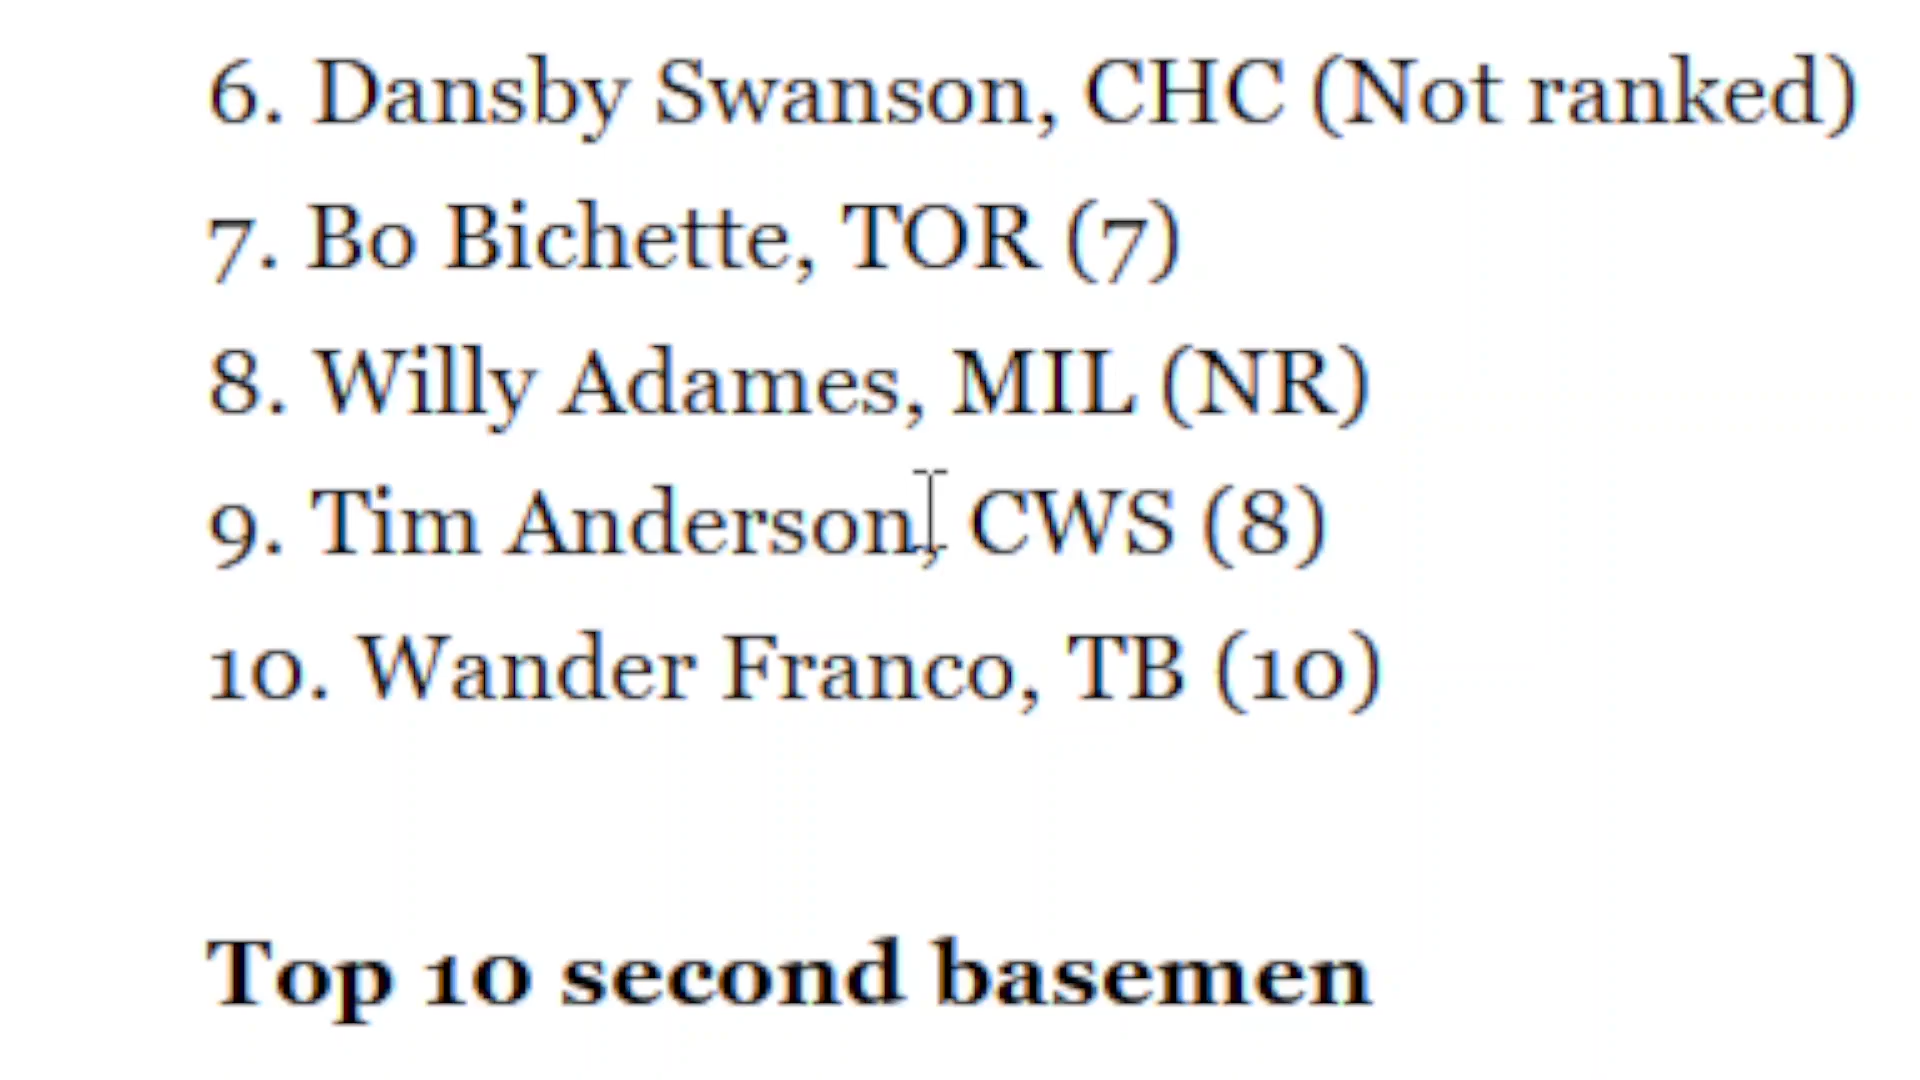 6. Dansby Swanson, CHC (Not ranked)
7. Bo Bichette, TOR (7)
8. Willy Adames, MIL (NR)
9. Tim Anderson, CWS (8)
10. Wander Franco, TB (10)
Top 10 second basemen